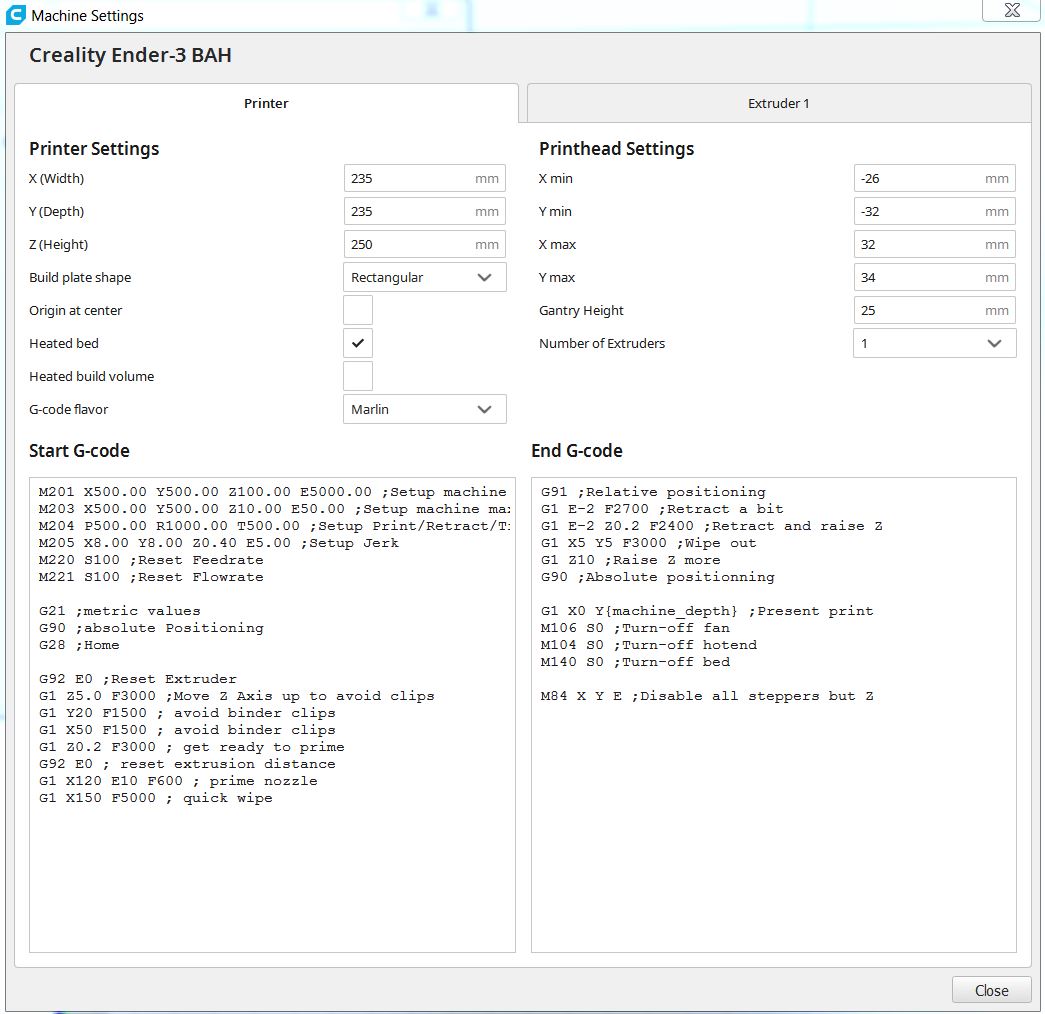 Machine Settings
Creality Ender-3 BAH
Printer
Extruder 1
Printer Settings
X (Width)
235 mm
Y (Depth)
235 mm
Z (Height)
250 mm
Build plate shape
Rectangular
Origin at center
Heated bed
Heated build volume
G-code flavor
Marlin
Printhead Settings
X min
-26 mm
Y min
-32 mm
X max
32 mm
Y max
34 mm
Gantry Height
25 mm
Number of Extruders
1
Start G-code
M201 X500.00 Y500.00 Z100.00 E5000.00 ;Setup machine
M203 X500.00 Y500.00 Z10.00 E50.00 ;Setup machine
M204 P500.00 R1000.00 T500.00 ;Setup Print/Retract/
M205 X8.00 Y8.00 Z0.40 E5.00 ;Setup Jerk
M220 S100 ;Reset Feedrate
M221 S100 ;Reset Flowrate
G21 ;metric values
G90 ;absolute Positioning
G28 ;Home
G92 E0 ;Reset Extruder
G1 Z5.0 F3000 ;Move Z Axis up to avoid clips
G1 Y20 F1500 ; avoid binder clips
G1 X50 F1500 ; avoid binder clips
G1 Z0.2 F3000 ; get ready to prime
G92 E0 ; reset extrusion distance
G1 X120 E10 F600 ; prime nozzle
G1 X150 F5000 ; quick wipe
End G-code
G91 ;Relative positioning
G1 E-2 F2700 ;Retract a bit
G1 E-2 Z0.2 F2400 ;Retract and raise Z
G1 X5 Y5 F3000 ;Wipe out
G1 Z10 ;Raise Z more
G90 ;Absolute positionning
G1 X0 Y{machine_depth} ;Present print
M106 S0 ;Turn-off fan
M104 S0 ;Turn-off hotend
M140 S0 ;Turn-off bed
M84 X Y E ;Disable all steppers but Z
Close